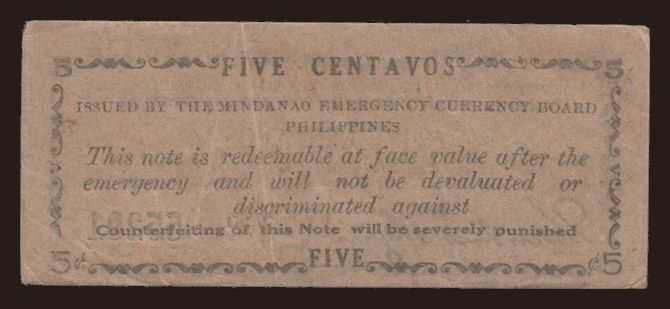 5 FIVE CENTAVOS 5
ISSUED BY THE MINDANAO EMERGENCY CURRENCY BOARD
PHILIPPINES
This note is redeemable at face value after the
emergency and will not be devaluated or
discriminated against
Counterfeiting of this Note will be severely punished
5¢ FIVE ¢5